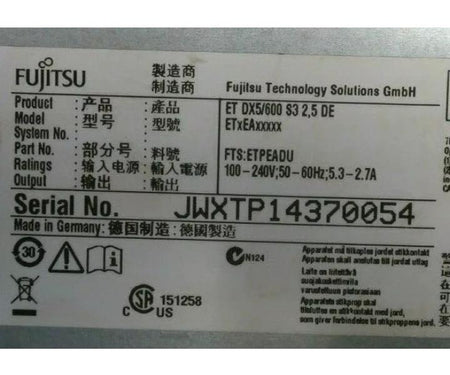 FUJITSU 製造商
制造商 Fujitsu Technology Solutions GmbH
Product : 产品 : 產品 ET DX5/600 S3 2,5 DE
Model : 型号 : 型號 ETxEAxxxxx
System No. :
Part No. : 部分号 : 料號 FTS:ETPEADU
Ratings : 输入电源 : 輸入電源 100-240V;50-60Hz;5.3-2.7A
Output : 输出 : 輸出
Serial No. JWXTP14370054
Made in Germany: 德国制造 : 德國製造
30 N124
Apparatet må tilkoples jordet stikkontakt
Apparaten skall anslutas till jordat uttag
Laite on liitettävä
suojakoskettimilla
varustettuun pistorasiaan
Apparatets stikprop skal
tilsluttes en stikkontakt med jord,
som giver forbindelse til stikproppens jord.
C US 151258